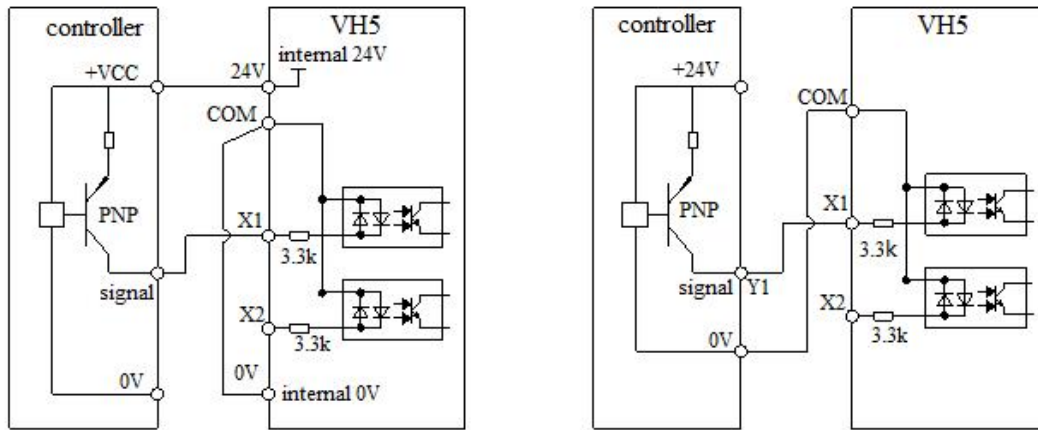 controller
VH5
+VCC
24V
internal 24V
COM
PNP
X1
3.3k
signal
X2
3.3k
0V
0V
internal 0V
controller
VH5
+24V
COM
PNP
X1
3.3k
signal
Y1
X2
3.3k
0V